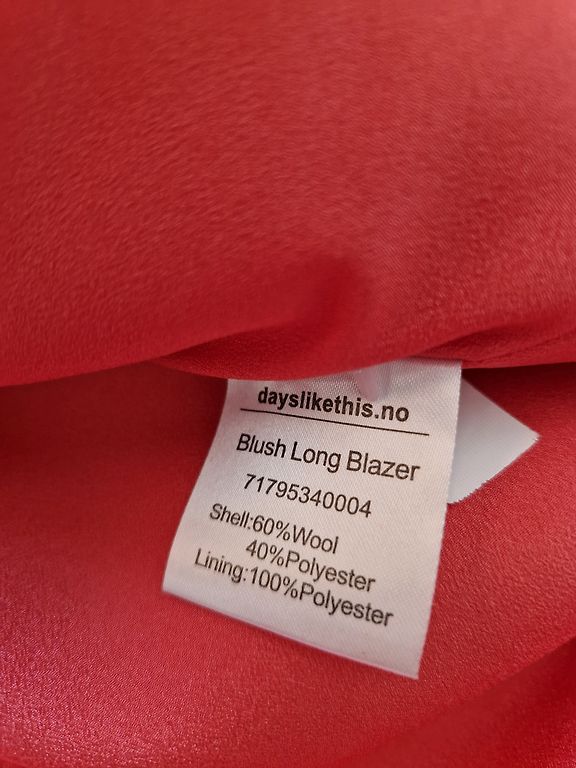 dayslikethis.no
Blush Long Blazer
71795340004
Shell:60%Wool
40%Polyester
Lining:100%Polyester